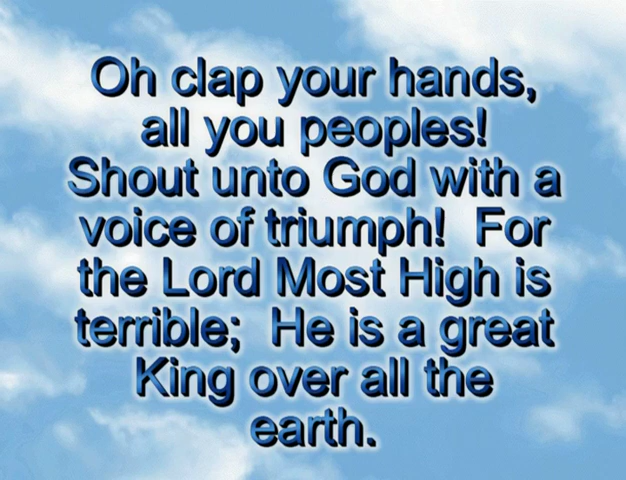 Oh clap your hands,
all you peoples!
Shout unto God with a
voice of triumph!  For
the Lord Most High is
terrible;  He is a great
King over all the
earth.